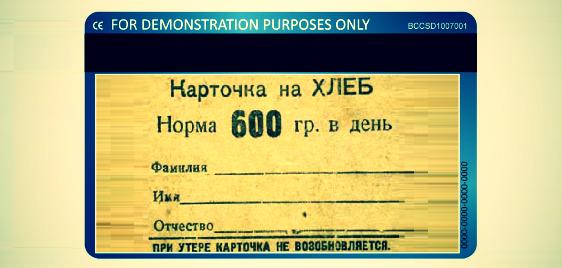 CE FOR DEMONSTRATION PURPOSES ONLY BCCSD1007001
Карточка на ХЛЕБ
Норма 600 гр. в день
Фамилия
Имя
Отчество
ПРИ УТЕРЕ КАРТОЧКА НЕ ВОЗОБНОВЛЯЕТСЯ.
0000-0000-0000-0000